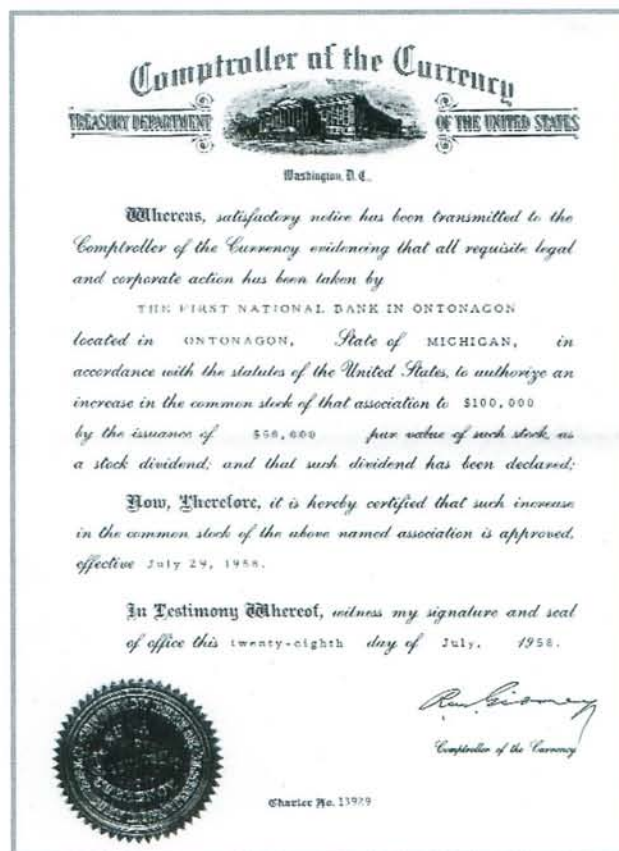 Comptroller of the Currency
TREASURY DEPARTMENT OF THE UNITED STATES
Washington, D. C.
Whereas, satisfactory notice has been transmitted to the
Comptroller of the Currency evidencing that all requisite legal
and corporate action has been taken by
THE FIRST NATIONAL BANK IN ONTONAGON
located in ONTONAGON, State of MICHIGAN, in
accordance with the statutes of the United States, to authorize an
increase in the common stock of that association to $100,000
by the issuance of par value of such stock, as
a stock dividend; and that such dividend has been declared;
Now, Therefore, it is hereby certified that such increase
in the common stock of the above named association is approved,
effective July 29, 1958.
In Testimony Whereof, witness my signature and seal
of office this twenty-eighth day of July, 1958.
Comptroller of the Currency
Charter No. 13929